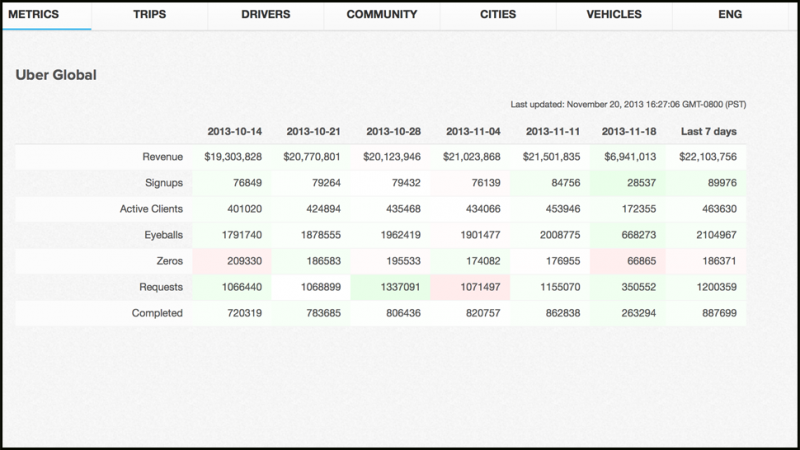 METRICS TRIPS DRIVERS COMMUNITY CITIES VEHICLES ENG
Uber Global
Last updated: November 20, 2013 16:27:06 GMT-0800 (PST)
2013-10-14 2013-10-21 2013-10-28 2013-11-04 2013-11-11 2013-11-18 Last 7 days
Revenue $19,303,828 $20,770,801 $20,123,946 $21,023,868 $21,501,835 $6,941,013 $22,103,756
Signups 76849 79264 79432 76139 84756 28537 89976
Active Clients 401020 424894 435468 434066 453946 172355 463630
Eyeballs 1791740 1878555 1962419 1901477 2008775 668273 2104967
Zeros 209330 186583 195533 174082 176955 66865 186371
Requests 1066440 1068899 1337091 1071497 1155070 350552 1200359
Completed 720319 783685 806436 820757 862838 263294 887699